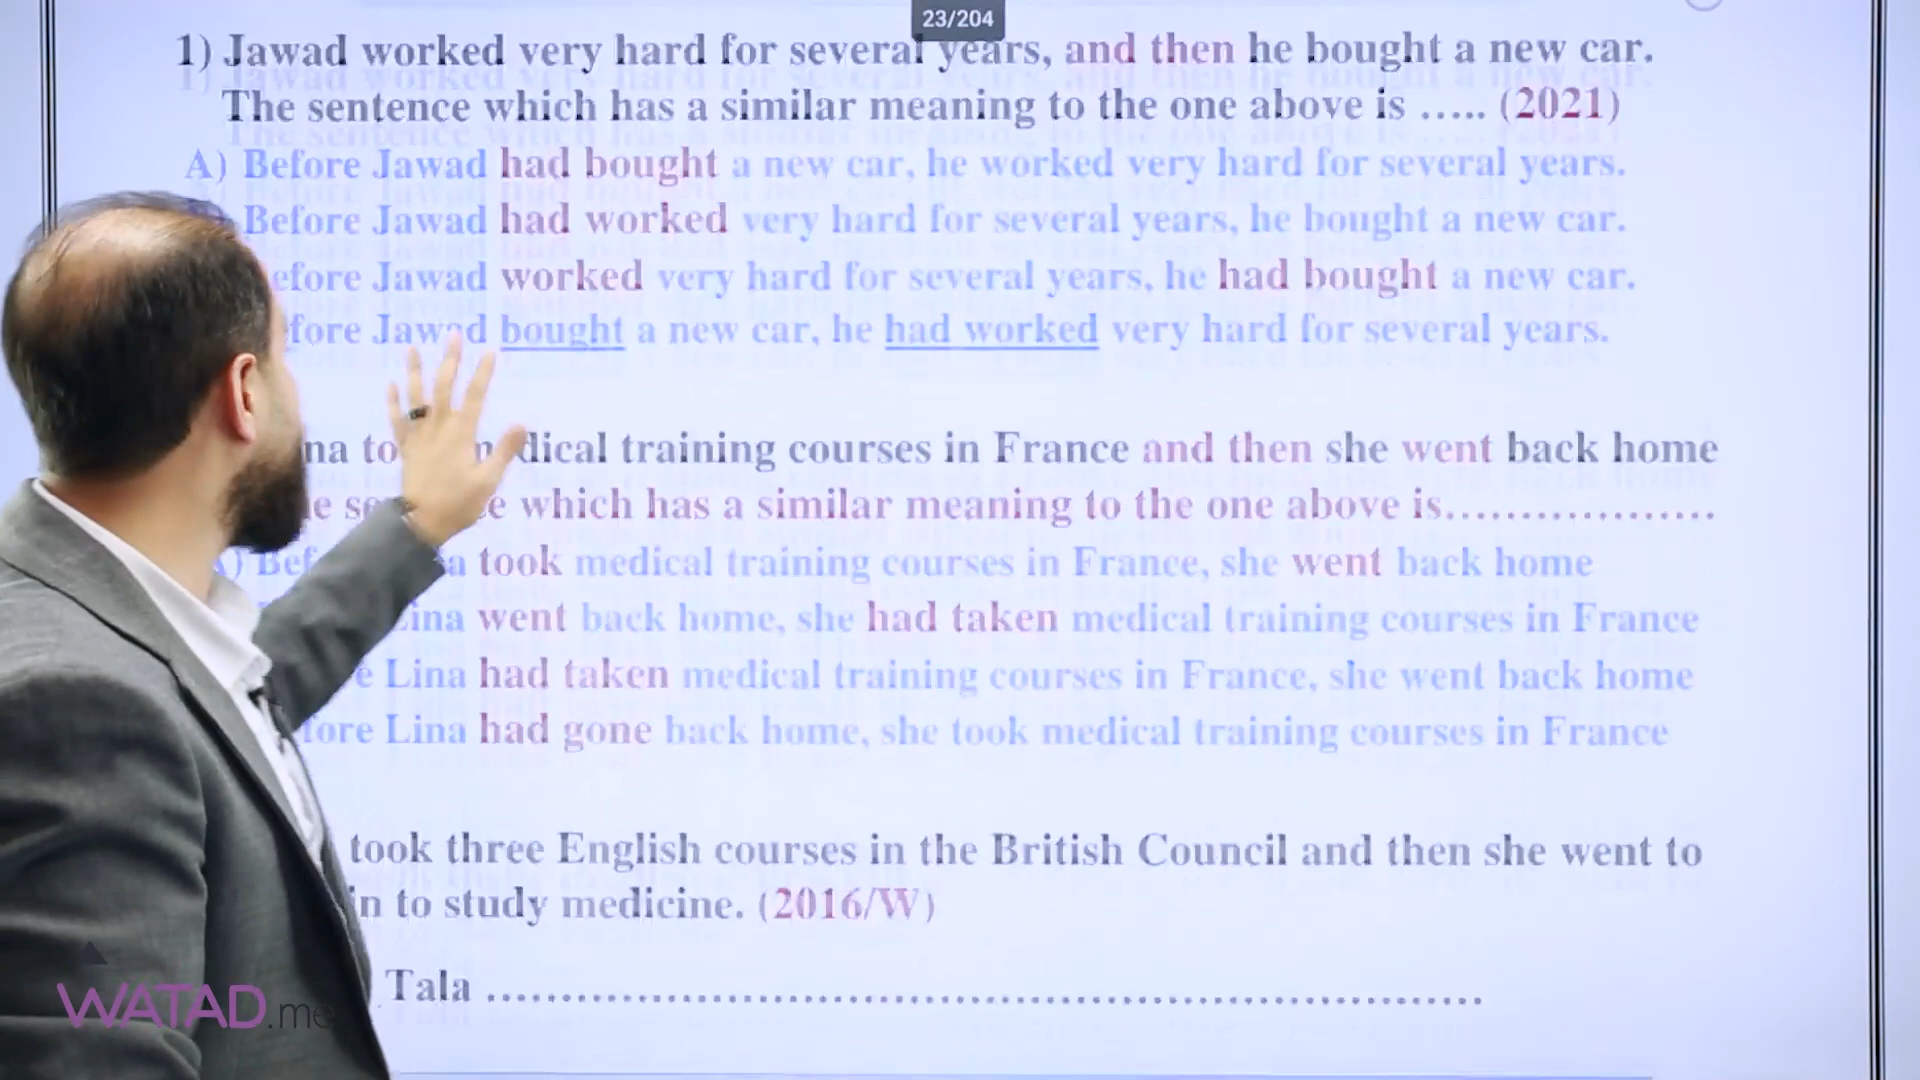 23/204
1) Jawad worked very hard for several years, and then he bought a new car.
The sentence which has a similar meaning to the one above is ..... (2021)
A) Before Jawad had bought a new car, he worked very hard for several years.
Before Jawad had worked very hard for several years, he bought a new car.
efore Jawad worked very hard for several years, he had bought a new car.
fore Jawad bought a new car, he had worked very hard for several years.
na to dical training courses in France and then she went back home
e which has a similar meaning to the one above is..................
took medical training courses in France, she went back home
Lina went back home, she had taken medical training courses in France
e Lina had taken medical training courses in France, she went back home
fore Lina had gone back home, she took medical training courses in France
took three English courses in the British Council and then she went to
in to study medicine. (2016/W)
Tala ................................................................................
WATAD.me